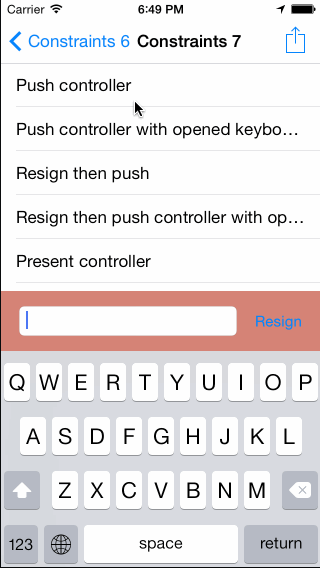 Carrier 6:49 PM
Constraints 6 Constraints 7
Push controller
Push controller with opened keybo...
Resign then push
Resign then push controller with op...
Present controller
Resign
Q W E R T Y U I O P
A S D F G H J K L
Z X C V B N M
123 space return